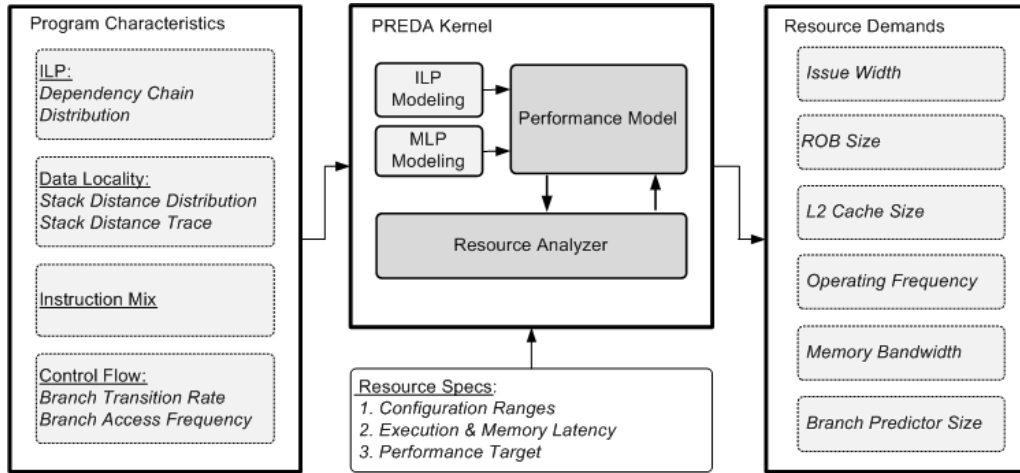 Program Characteristics
ILP:
Dependency Chain
Distribution
Data Locality:
Stack Distance Distribution
Stack Distance Trace
Instruction Mix
Control Flow:
Branch Transition Rate
Branch Access Frequency
PREDA Kernel
ILP
Modeling
MLP
Modeling
Performance Model
Resource Analyzer
Resource Specs:
1. Configuration Ranges
2. Execution & Memory Latency
3. Performance Target
Resource Demands
Issue Width
ROB Size
L2 Cache Size
Operating Frequency
Memory Bandwidth
Branch Predictor Size